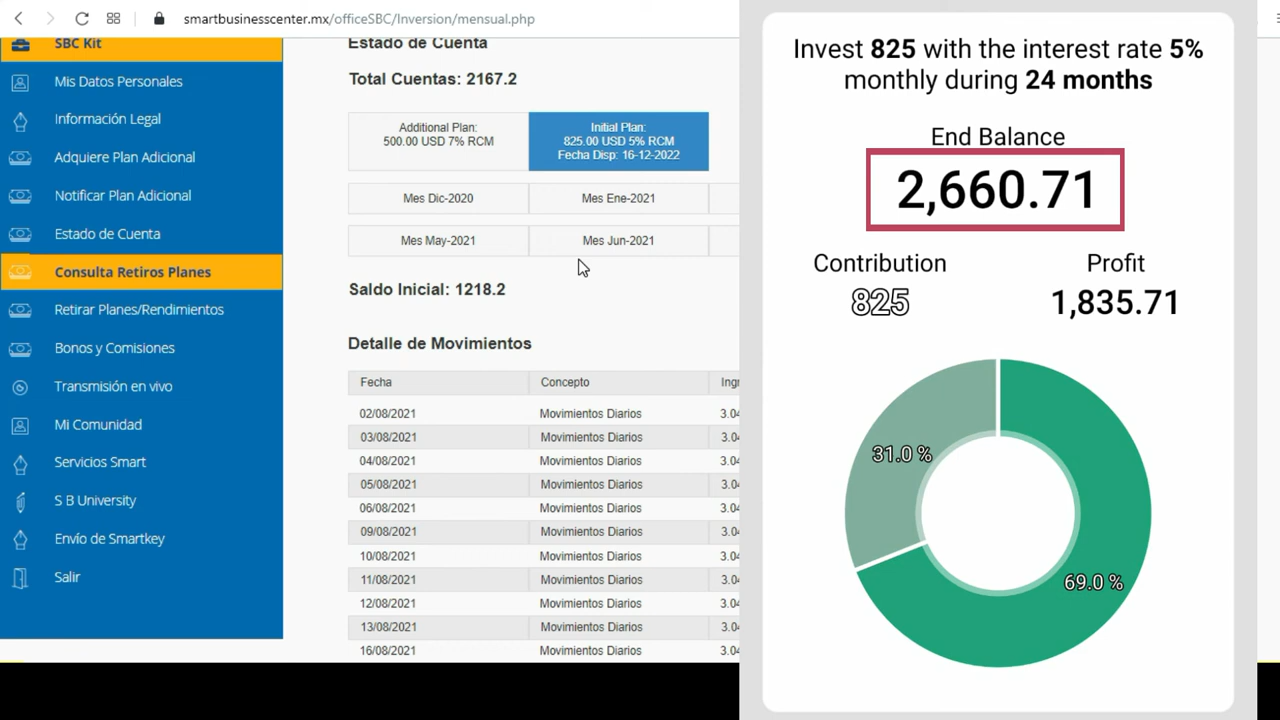 smartbusinesscenter.mx/officeSBC/Inversion/mensual.php
SBC Kit
Mis Datos Personales
Información Legal
Adquiere Plan Adicional
Notificar Plan Adicional
Estado de Cuenta
Consulta Retiros Planes
Retirar Planes/Rendimientos
Bonos y Comisiones
Transmisión en vivo
Mi Comunidad
Servicios Smart
S B University
Envío de Smartkey
Salir
Estado de Cuenta
Total Cuentas: 2167.2
Additional Plan:
500.00 USD 7% RCM
Initial Plan:
825.00 USD 5% RCM
Fecha Disp: 16-12-2022
Mes Dic-2020
Mes Ene-2021
Mes May-2021
Mes Jun-2021
Saldo Inicial: 1218.2
Detalle de Movimientos
Fecha Concepto
02/08/2021 Movimientos Diarios
03/08/2021 Movimientos Diarios
04/08/2021 Movimientos Diarios
05/08/2021 Movimientos Diarios
06/08/2021 Movimientos Diarios
09/08/2021 Movimientos Diarios
10/08/2021 Movimientos Diarios
11/08/2021 Movimientos Diarios
12/08/2021 Movimientos Diarios
13/08/2021 Movimientos Diarios
16/08/2021 Movimientos Diarios
Invest 825 with the interest rate 5%
monthly during 24 months
End Balance
2,660.71
Contribution
825
Profit
1,835.71
31.0 %
69.0 %